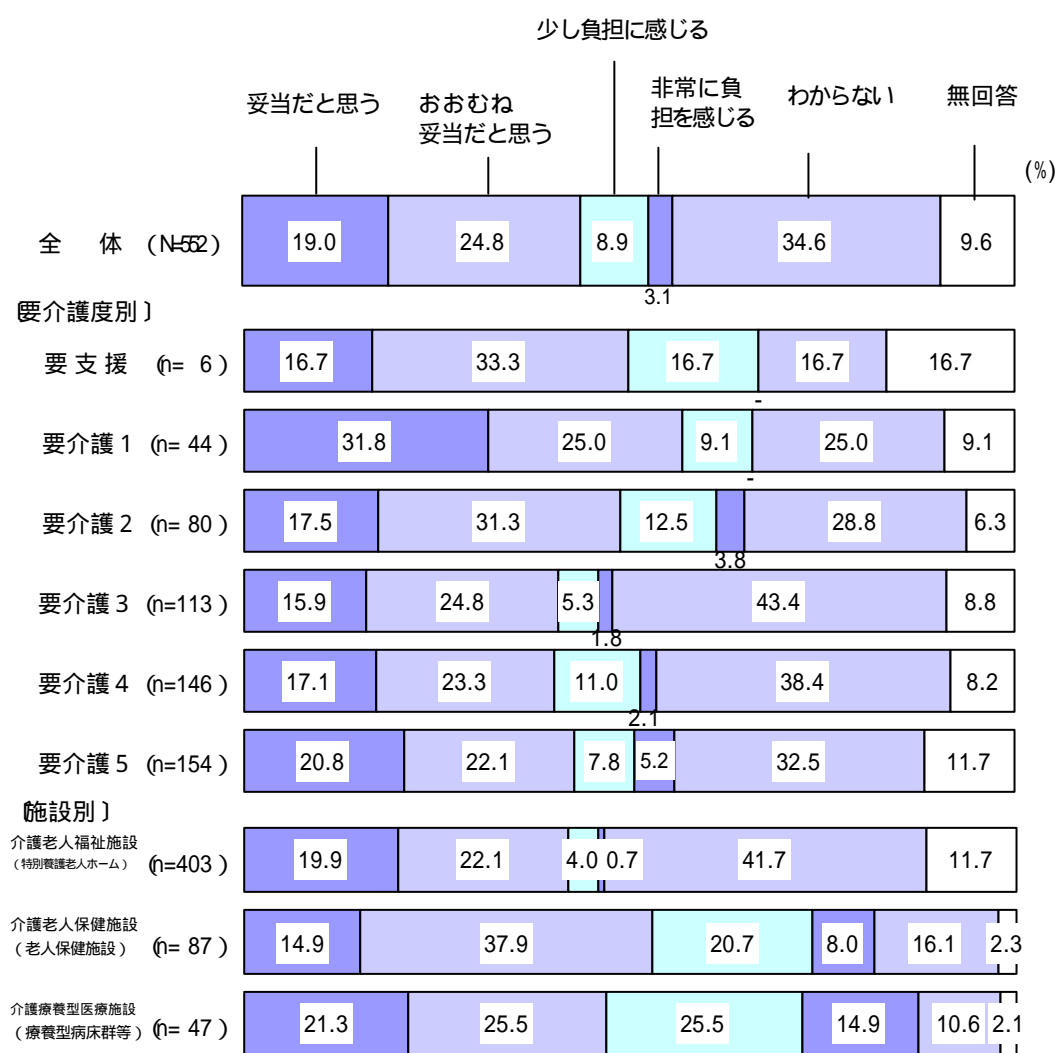 少し負担に感じる
妥当だと思う おおむね 非常に負 わからない 無回答
妥当だと思う 担を感じる
(%)
全 体 (N=552) 19.0 24.8 8.9 34.6 9.6
3.1
〔要介護度別〕
要 支 援 (n= 6) 16.7 33.3 16.7 16.7 16.7
-
要介護1 (n= 44) 31.8 25.0 9.1 25.0 9.1
-
要介護2 (n= 80) 17.5 31.3 12.5 28.8 6.3
3.8
要介護3 (n=113) 15.9 24.8 5.3 43.4 8.8
1.8
要介護4 (n=146) 17.1 23.3 11.0 38.4 8.2
2.1
要介護5 (n=154) 20.8 22.1 7.8 5.2 32.5 11.7
〔施設別〕
介護老人福祉施設
(特別養護老人ホーム) (n=403) 19.9 22.1 4.0 0.7 41.7 11.7
介護老人保健施設
(老人保健施設) (n= 87) 14.9 37.9 20.7 8.0 16.1 2.3
介護療養型医療施設
(療養型病床群等) (n= 47) 21.3 25.5 25.5 14.9 10.6 2.1